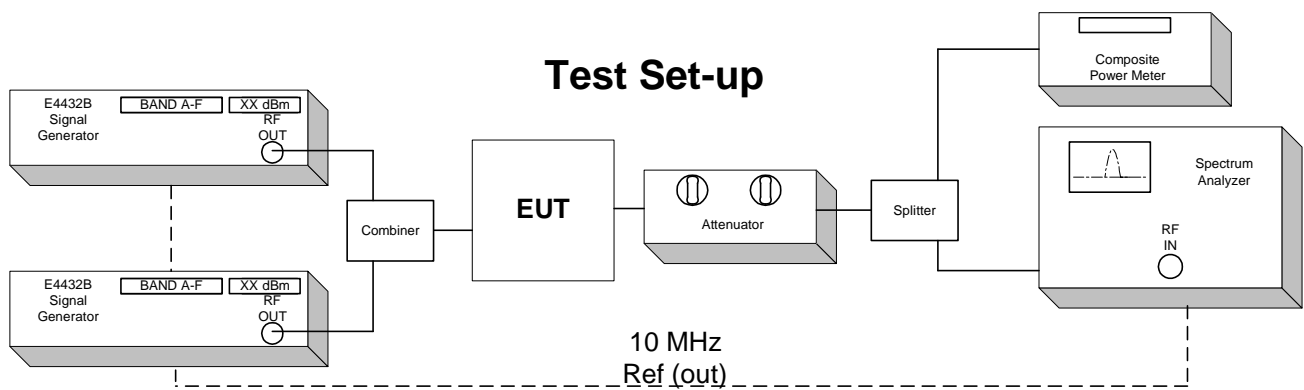 Test Set-up
E4432B
Signal
Generator
BAND A-F
XX dBm
RF
OUT
E4432B
Signal
Generator
BAND A-F
XX dBm
RF
OUT
Combiner
EUT
Attenuator
Splitter
Composite
Power Meter
Spectrum
Analyzer
RF
IN
10 MHz
Ref (out)